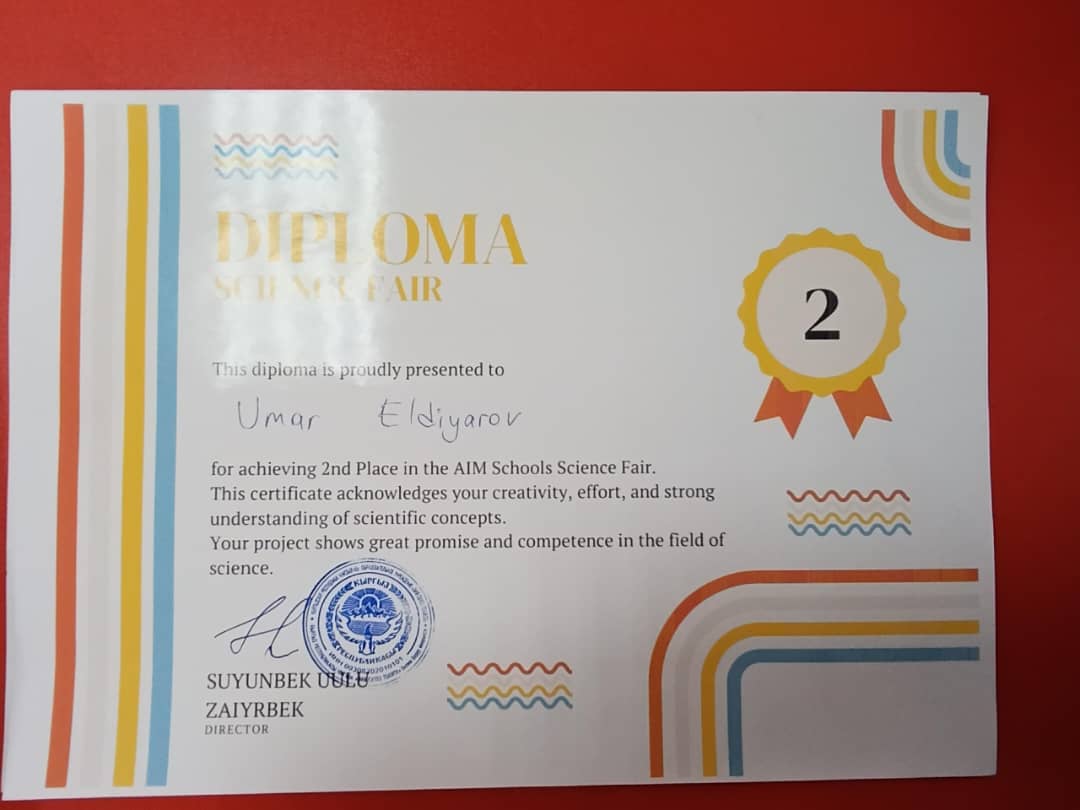 DIPLOMA
SCIENCE FAIR
2
This diploma is proudly presented to
Umar Eldiyarov
for achieving 2nd Place in the AIM Schools Science Fair.
This certificate acknowledges your creativity, effort, and strong
understanding of scientific concepts.
Your project shows great promise and competence in the field of
science.
КЫРГЫЗ
РЕСПУБЛИКАСЫ
SUYUNBEK UULU
ZAIYRBEK
DIRECTOR